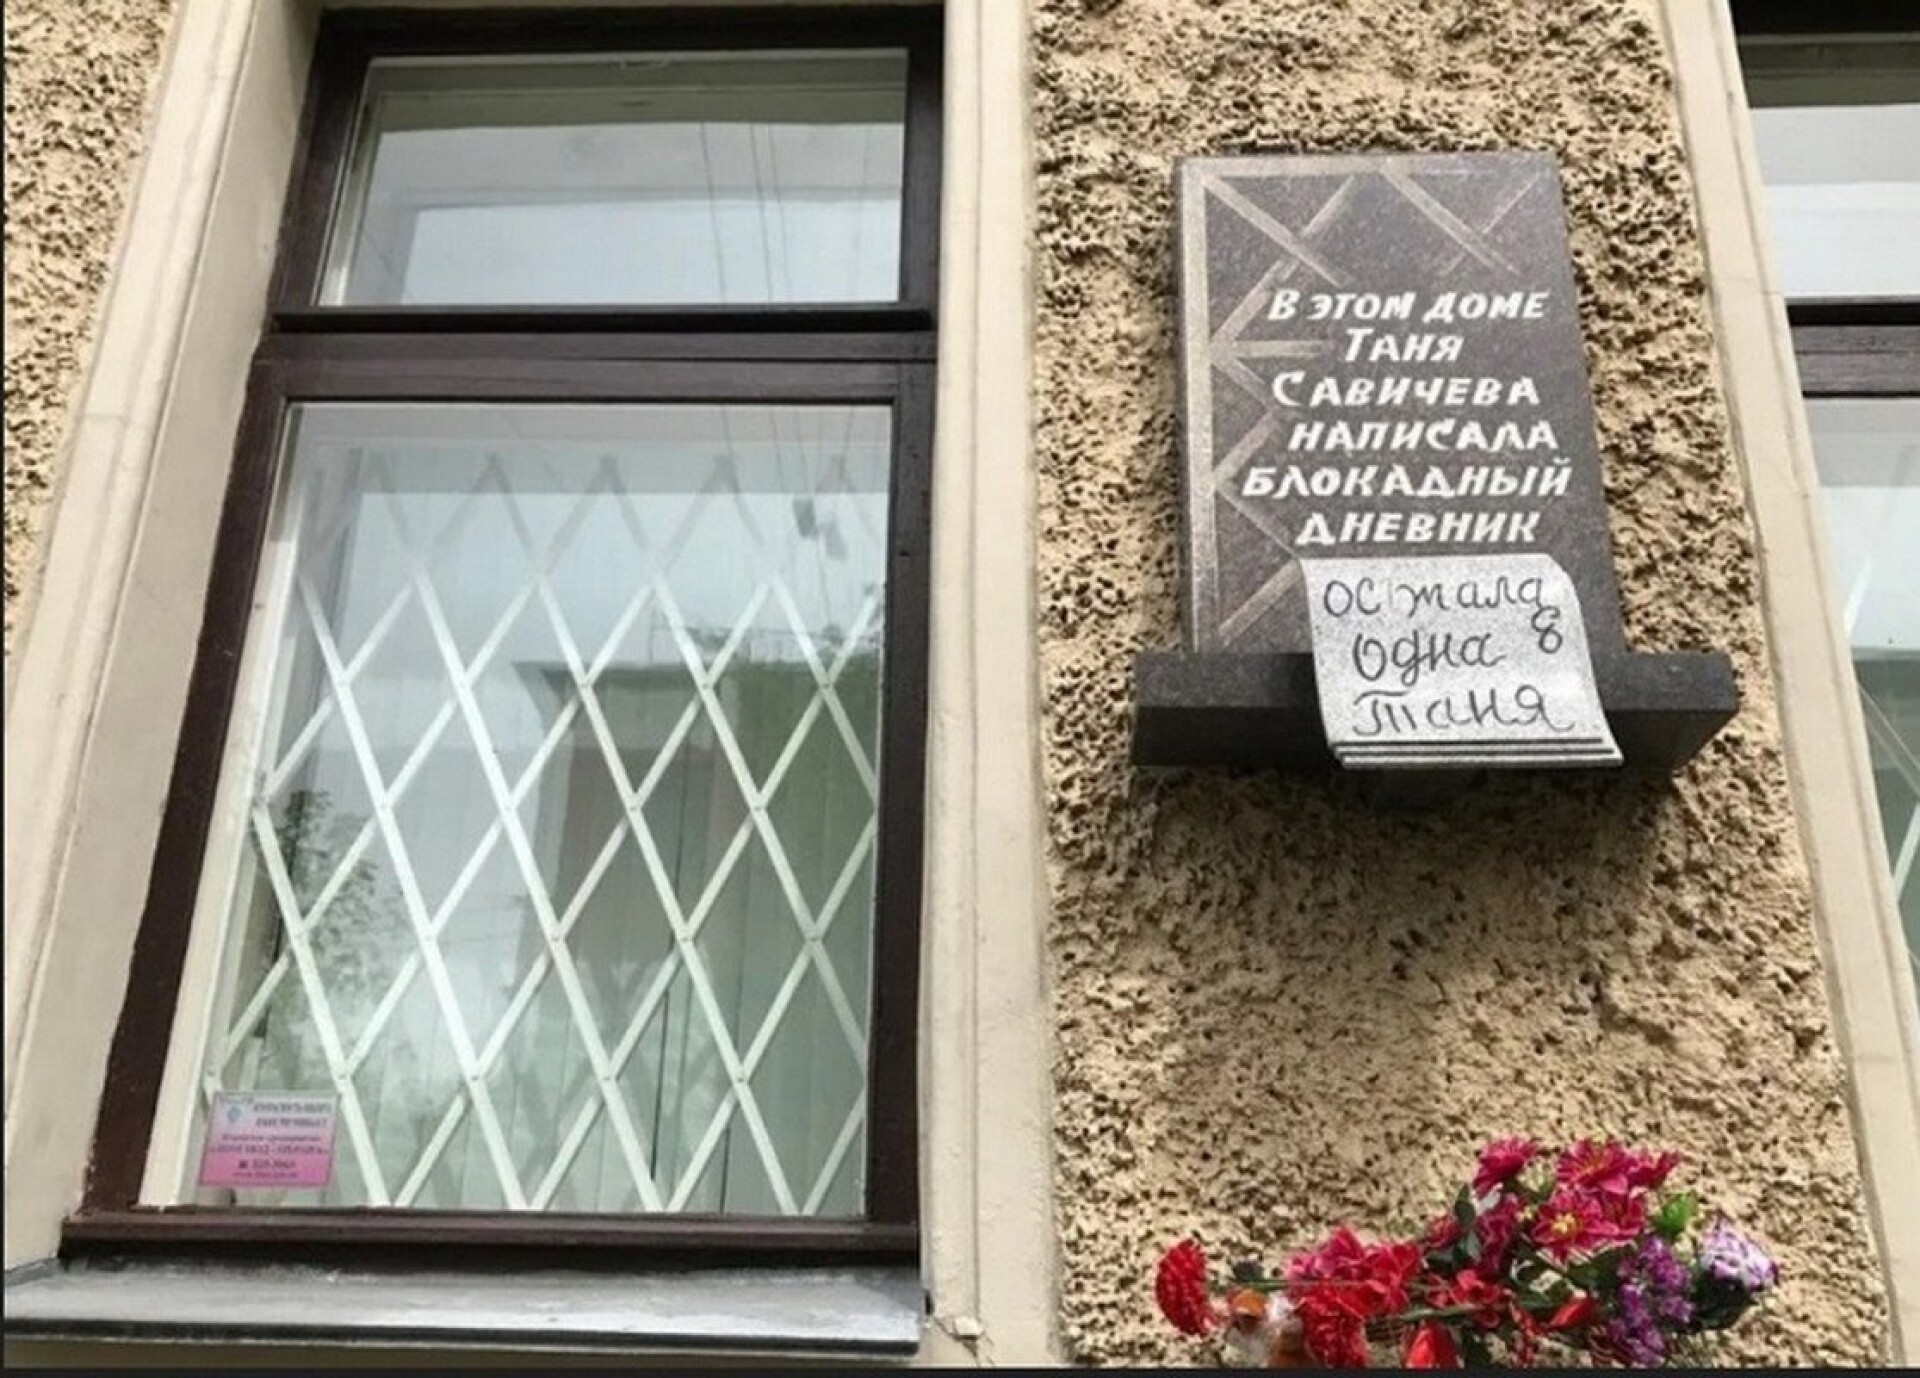 В ЭТОМ ДОМЕ
ТАНЯ
САВИЧЕВА
НАПИСАЛА
БЛОКАДНЫЙ
ДНЕВНИК
осталась
одна
Таня